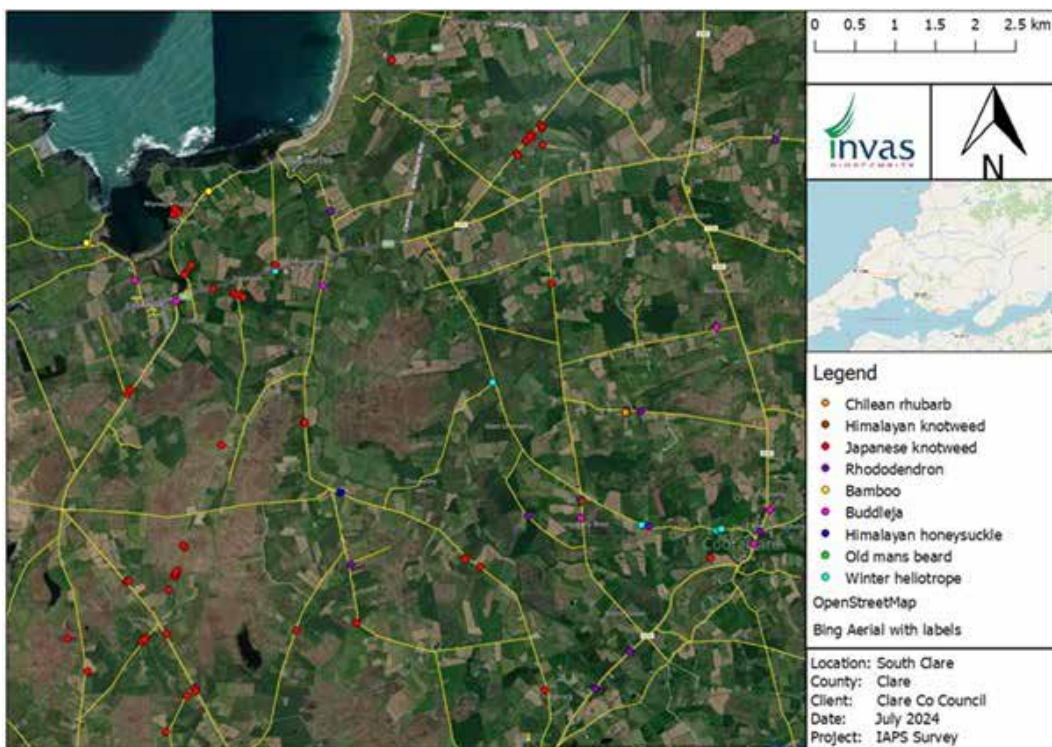 0 0.5 1 1.5 2 2.5 km
invas
BIOSECURITY
N
Legend
Chilean rhubarb
Himalayan knotweed
Japanese knotweed
Rhododendron
Bamboo
Buddleja
Himalayan honeysuckle
Old mans beard
Winter heliotrope
OpenStreetMap
Bing Aerial with labels
Location: South Clare
County: Clare
Client: Clare Co Council
Date: July 2024
Project: IAPS Survey